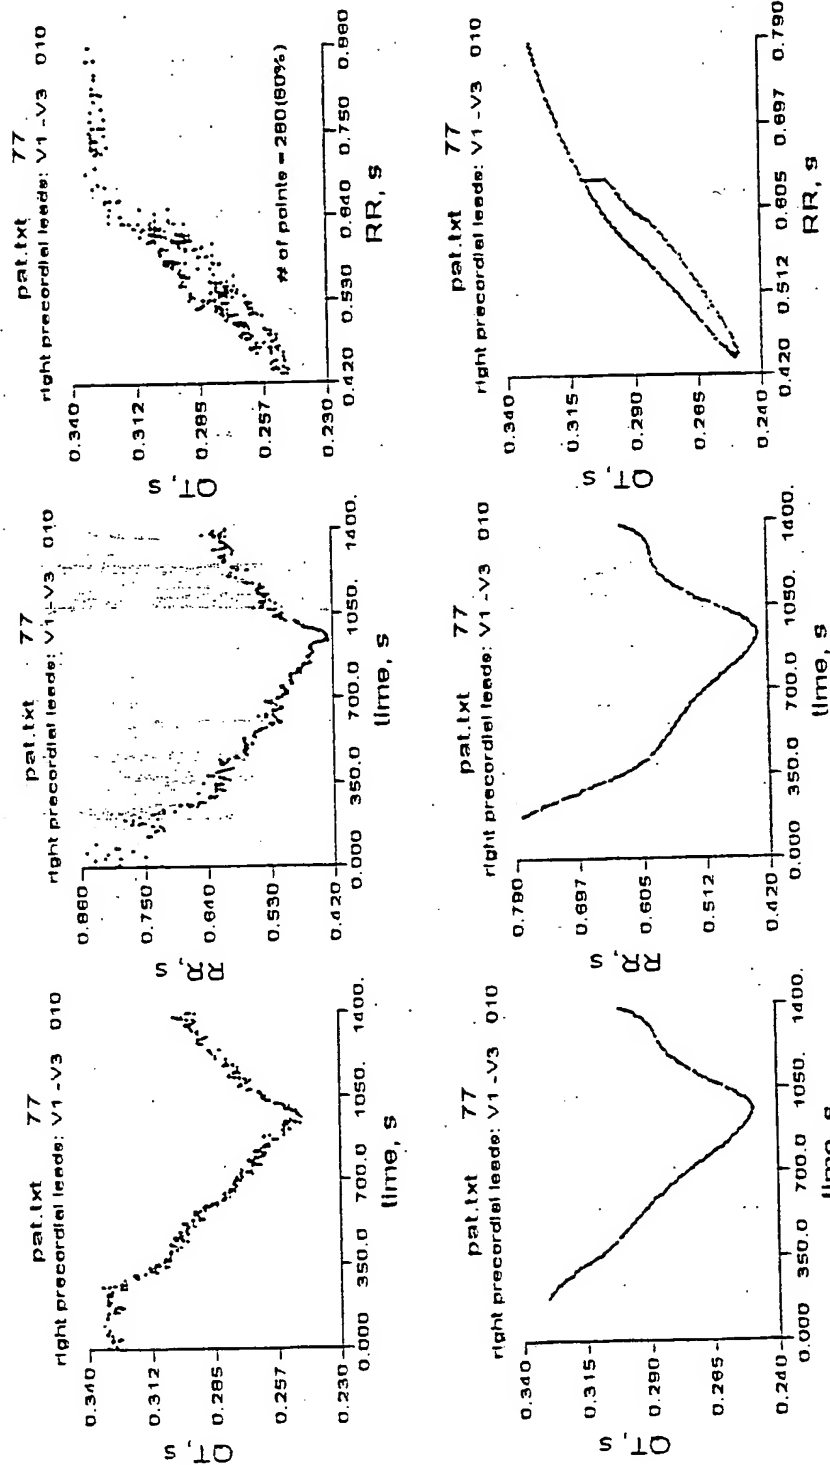 pat.txt 77
right precordial leads: V1-V3 010
QT, s
0.340
0.312
0.285
0.257
0.230
0.000 350.0 700.0 1050. 1400.
time, s
pat.txt 77
right precordial leads: V1-V3 010
RR, s
0.860
0.750
0.640
0.530
0.420
0.000 350.0 700.0 1050. 1400.
time, s
pat.txt 77
right precordial leads: V1-V3 010
QT, s
0.340
0.312
0.285
0.257
0.230
# of points = 280(80%)
0.420 0.530 0.640 0.750 0.860
RR, s
pat.txt 77
right precordial leads: V1-V3 010
QT, s
0.340
0.315
0.290
0.265
0.240
0.000 350.0 700.0 1050. 1400.
time, s
pat.txt 77
right precordial leads: V1-V3 010
RR, s
0.790
0.697
0.605
0.512
0.420
0.000 350.0 700.0 1050. 1400.
time, s
pat.txt 77
right precordial leads: V1-V3 010
QT, s
0.340
0.315
0.290
0.265
0.240
0.420 0.512 0.605 0.697 0.790
RR, s